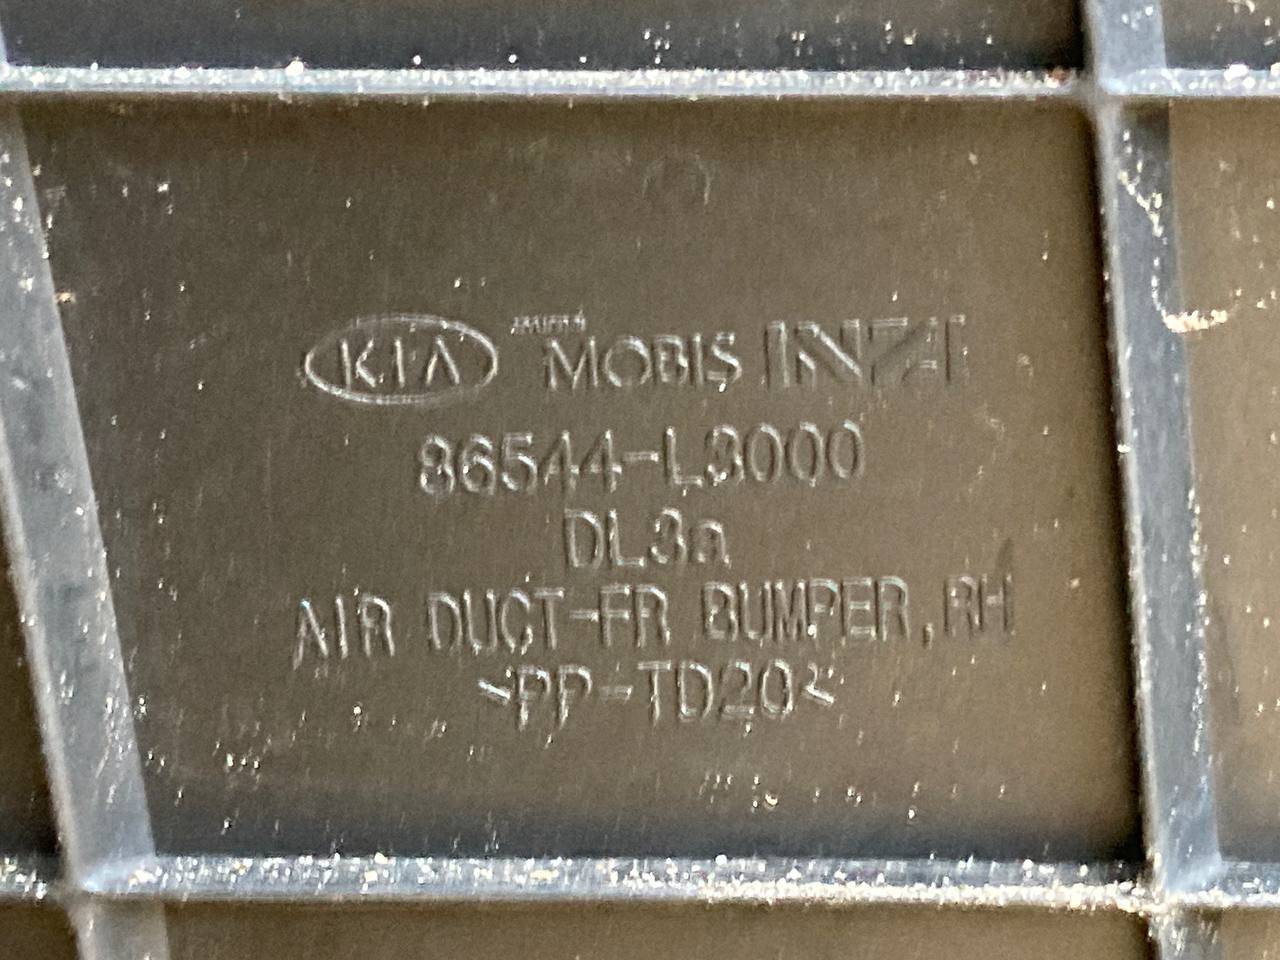 KIA MOBIS INZI
86544-L3000
DL3a
AIR DUCT-FR BUMPER,RH
>PP-TD20<